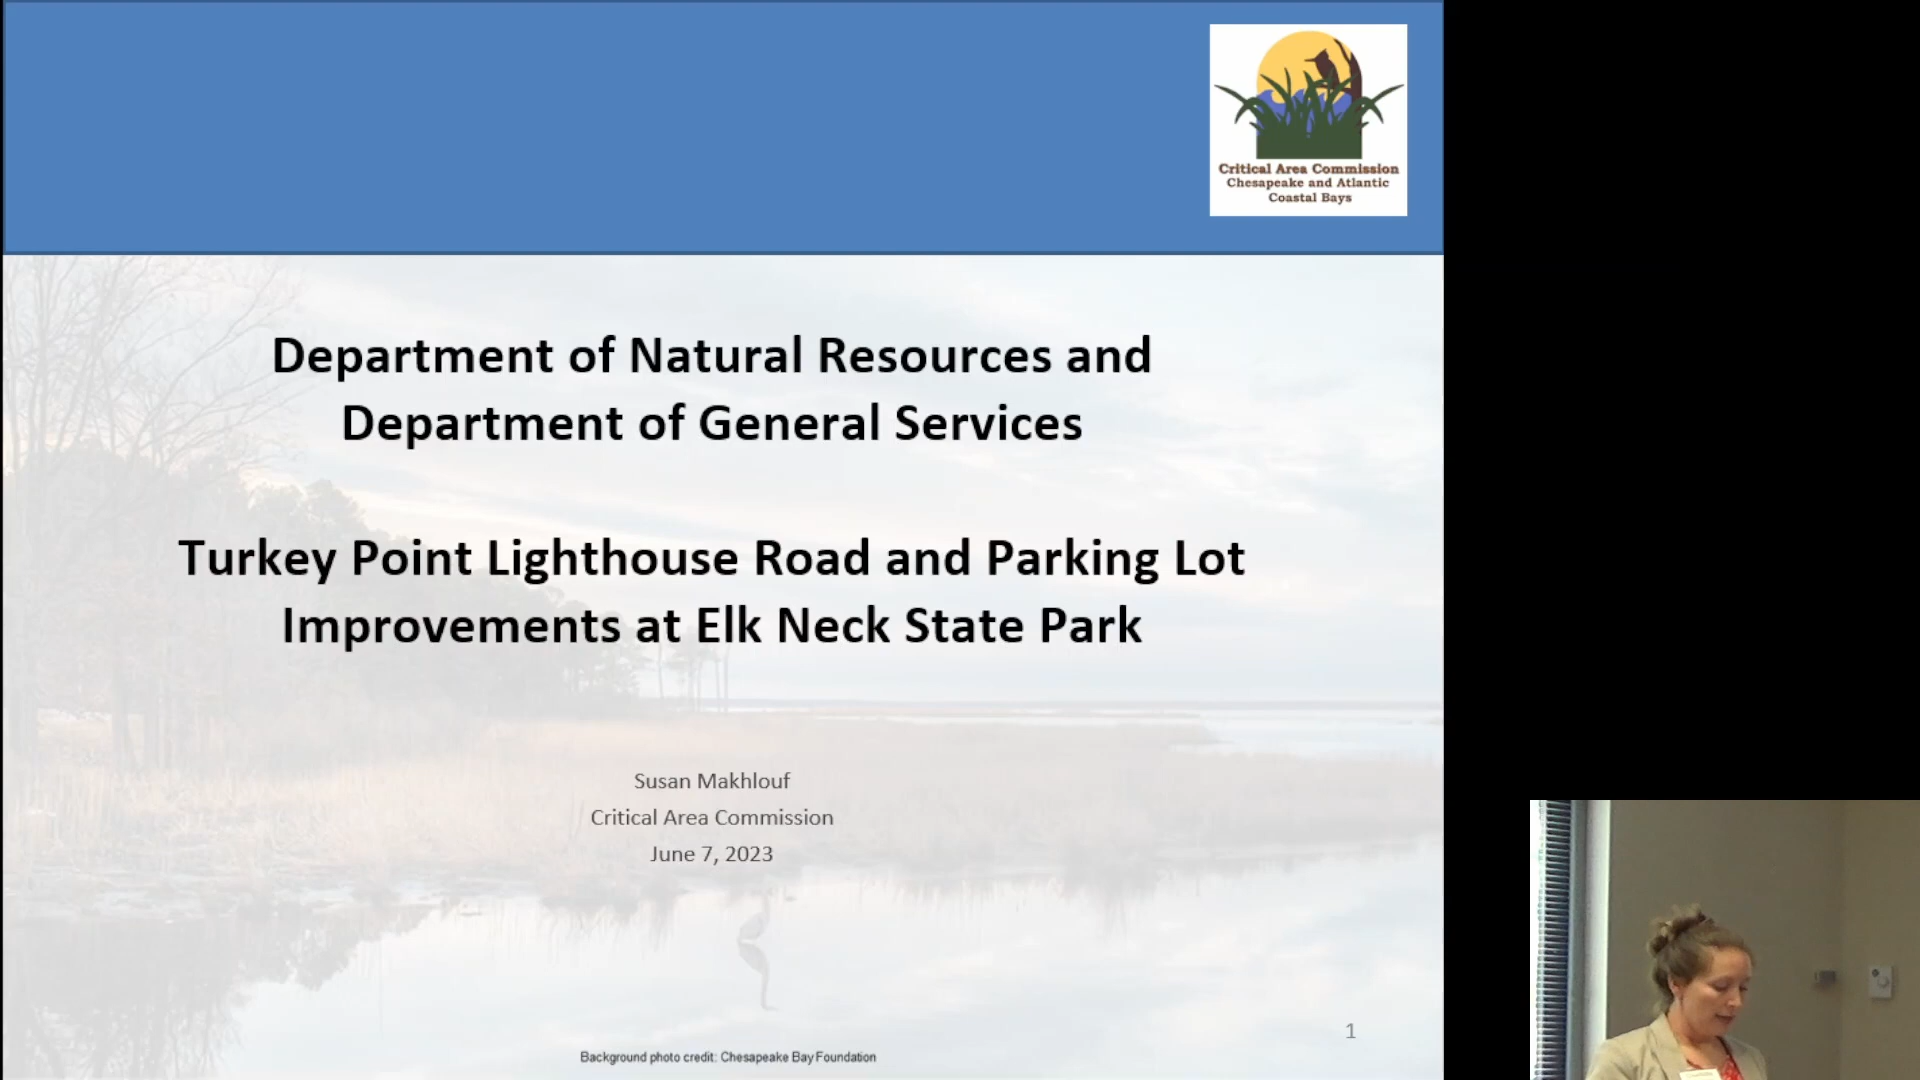 Critical Area Commission
Chesapeake and Atlantic
Coastal Bays
Department of Natural Resources and
Department of General Services
Turkey Point Lighthouse Road and Parking Lot
Improvements at Elk Neck State Park
Susan Makhlouf
Critical Area Commission
June 7, 2023
1
Background photo credit: Chesapeake Bay Foundation